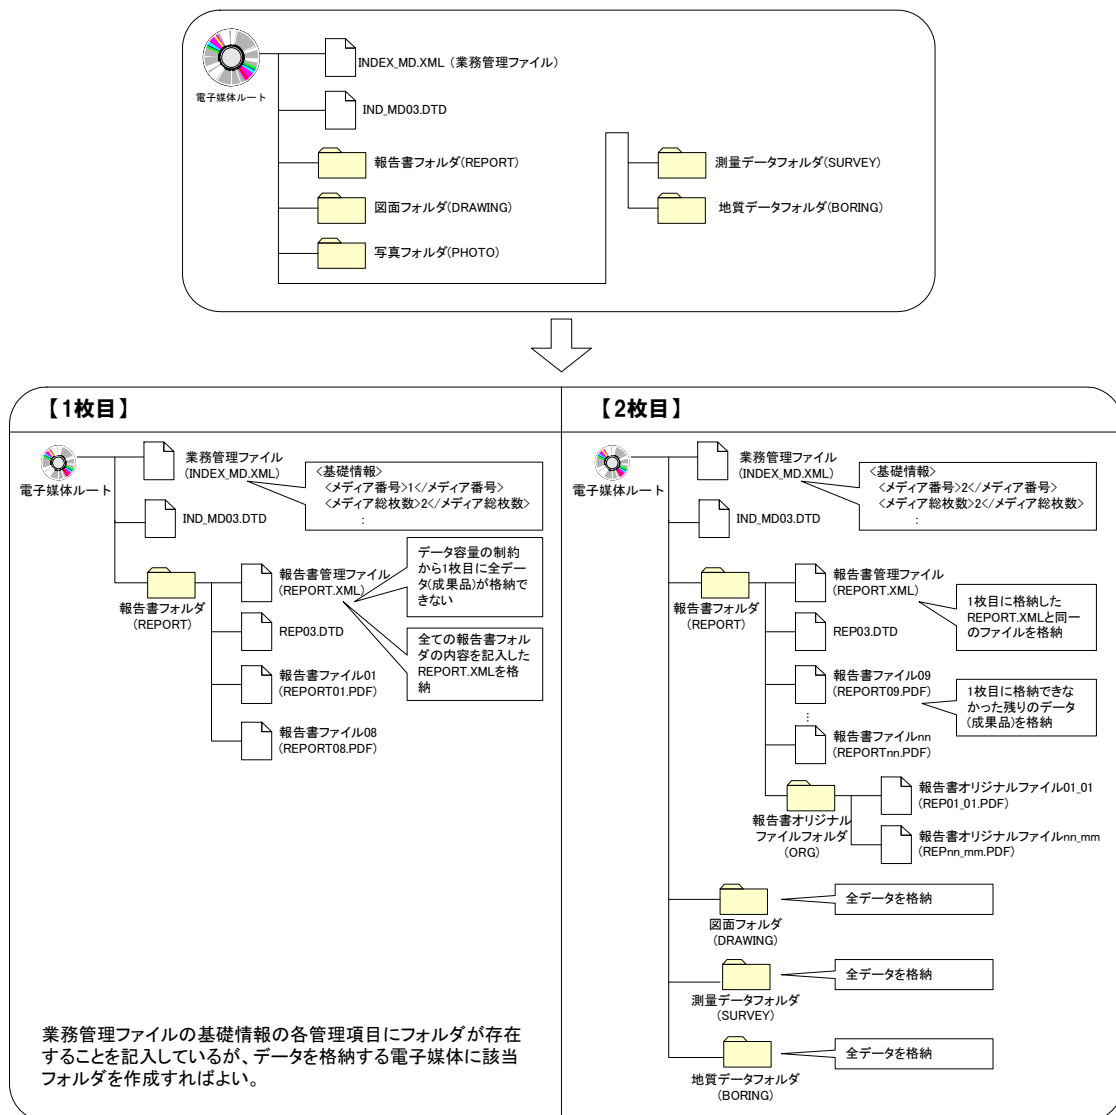 INDEX_MD.XML (業務管理ファイル)
電子媒体ルート
IND_MD03.DTD
報告書フォルダ(REPORT)
測量データフォルダ(SURVEY)
図面フォルダ(DRAWING)
地質データフォルダ(BORING)
写真フォルダ(PHOTO)
【1枚目】
業務管理ファイル
(INDEX_MD.XML)
電子媒体ルート
<基礎情報>
<メディア番号>1</メディア番号>
<メディア総枚数>2</メディア総枚数>
:
IND_MD03.DTD
報告書フォルダ
(REPORT)
報告書管理ファイル
(REPORT.XML)
データ容量の制約
から1枚目に全デー
タ(成果品)が格納で
きない
REP03.DTD
全ての報告書フォル
ダの内容を記入した
REPORT.XMLを格
納
報告書ファイル01
(REPORT01.PDF)
報告書ファイル08
(REPORT08.PDF)
業務管理ファイルの基礎情報の各管理項目にフォルダが存在
することを記入しているが、データを格納する電子媒体に該当
フォルダを作成すればよい。
【2枚目】
業務管理ファイル
(INDEX_MD.XML)
電子媒体ルート
<基礎情報>
<メディア番号>2</メディア番号>
<メディア総枚数>2</メディア総枚数>
:
IND_MD03.DTD
報告書フォルダ
(REPORT)
報告書管理ファイル
(REPORT.XML)
1枚目に格納した
REPORT.XMLと同一
のファイルを格納
REP03.DTD
報告書ファイル09
(REPORT09.PDF)
1枚目に格納できな
かった残りのデータ
(成果品)を格納
…
報告書ファイルnn
(REPORTnn.PDF)
報告書オリジナル
ファイルフォルダ
(ORG)
報告書オリジナルファイル01_01
(REP01_01.PDF)
報告書オリジナルファイルnn_mm
(REPnn_mm.PDF)
図面フォルダ
(DRAWING)
全データを格納
測量データフォルダ
(SURVEY)
全データを格納
地質データフォルダ
(BORING)
全データを格納